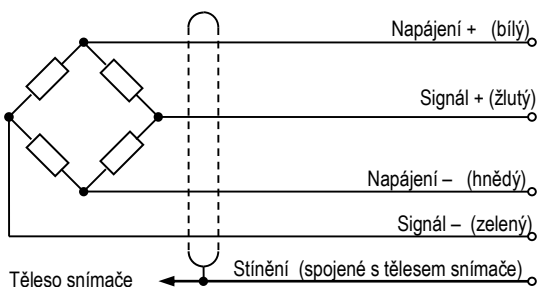 Napájení + (bílý)
Signál + (žlutý)
Napájení – (hnědý)
Signál – (zelený)
Stínění (spojené s tělesem snímače)
Těleso snímače